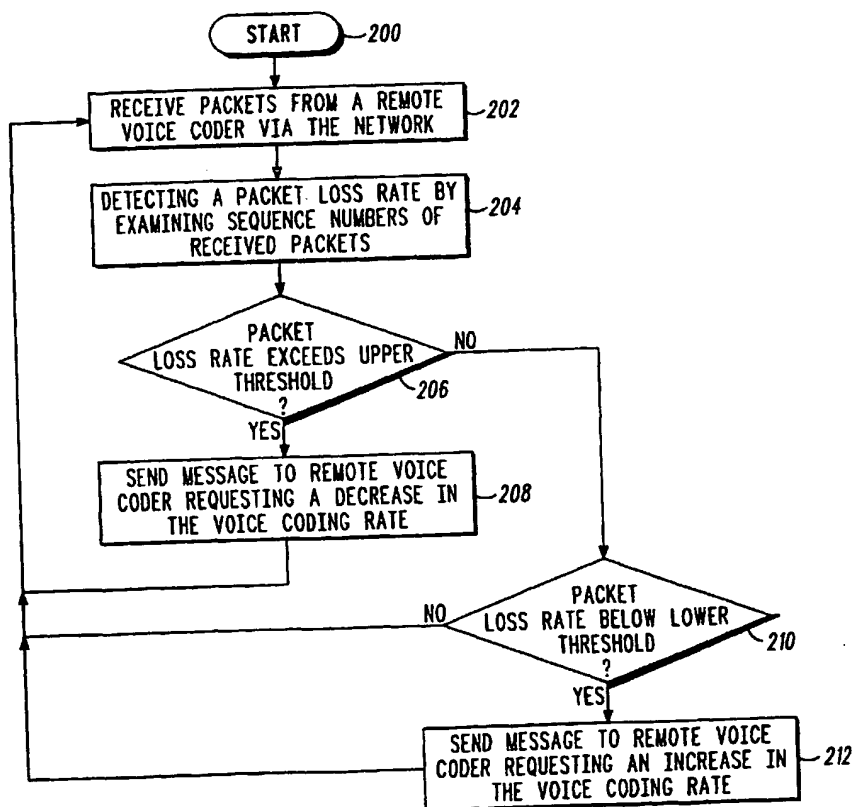 START
200
RECEIVE PACKETS FROM A REMOTE
VOICE CODER VIA THE NETWORK
202
DETECTING A PACKET LOSS RATE BY
EXAMINING SEQUENCE NUMBERS OF
RECEIVED PACKETS
204
PACKET
LOSS RATE EXCEEDS UPPER
THRESHOLD
?
206
NO
YES
SEND MESSAGE TO REMOTE VOICE
CODER REQUESTING A DECREASE IN
THE VOICE CODING RATE
208
PACKET
LOSS RATE BELOW LOWER
THRESHOLD
?
210
NO
YES
SEND MESSAGE TO REMOTE VOICE
CODER REQUESTING AN INCREASE IN
THE VOICE CODING RATE
212